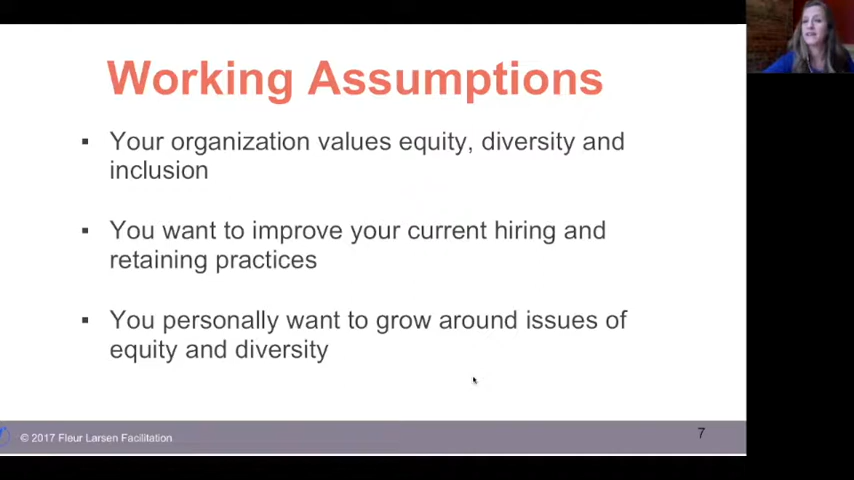 Working Assumptions
▪ Your organization values equity, diversity and
inclusion
▪ You want to improve your current hiring and
retaining practices
▪ You personally want to grow around issues of
equity and diversity
© 2017 Fleur Larsen Facilitation
7